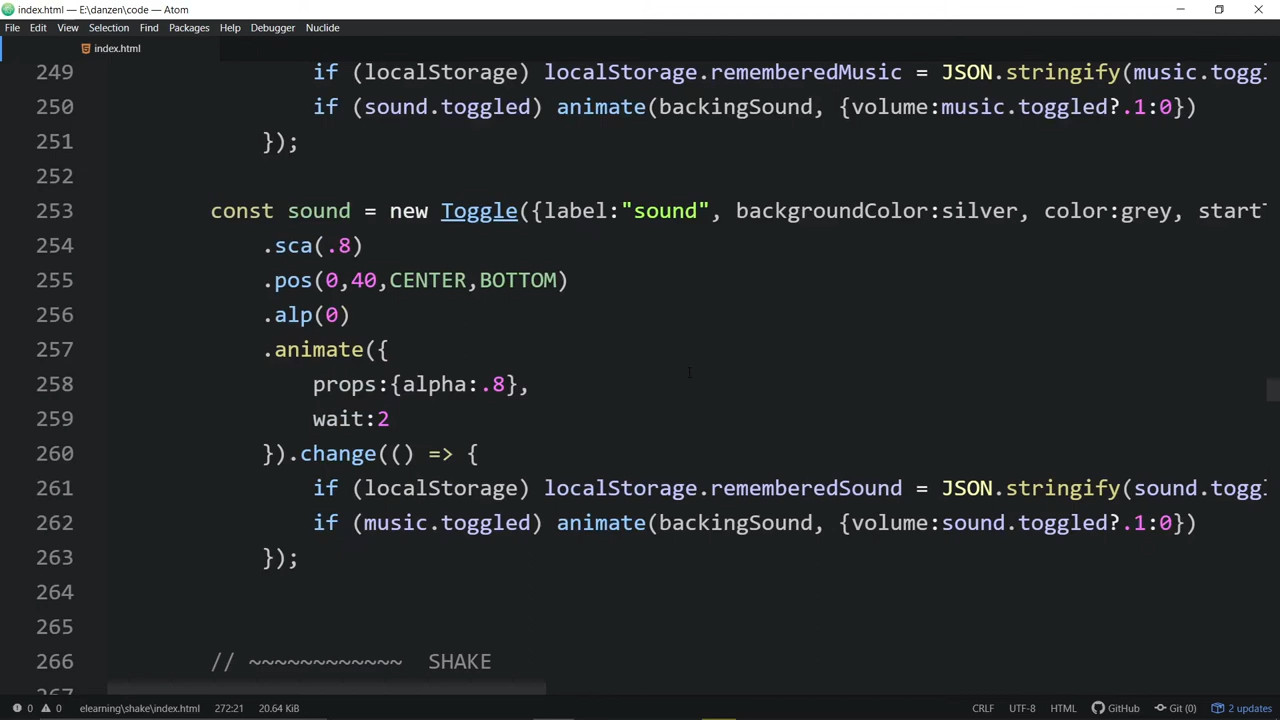 index.html — E:\danzen\code — Atom
File Edit View Selection Find Packages Help Debugger Nuclide
index.html
249 if (localStorage) localStorage.rememberedMusic = JSON.stringify(music.toggl
250 if (sound.toggled) animate(backingSound, {volume:music.toggled?.1:0})
251 });
252
253 const sound = new Toggle({label:"sound", backgroundColor:silver, color:grey, startT
254 .sca(.8)
255 .pos(0,40,CENTER,BOTTOM)
256 .alp(0)
257 .animate({
258 props:{alpha:.8},
259 wait:2
260 }).change(() => {
261 if (localStorage) localStorage.rememberedSound = JSON.stringify(sound.toggl
262 if (music.toggled) animate(backingSound, {volume:sound.toggled?.1:0})
263 });
264
265
266 // ~~~~~~~~~~~~ SHAKE
267
0 0 elearning\shake\index.html 272:21 20.64 KiB CRLF UTF-8 HTML GitHub Git (0) 2 updates